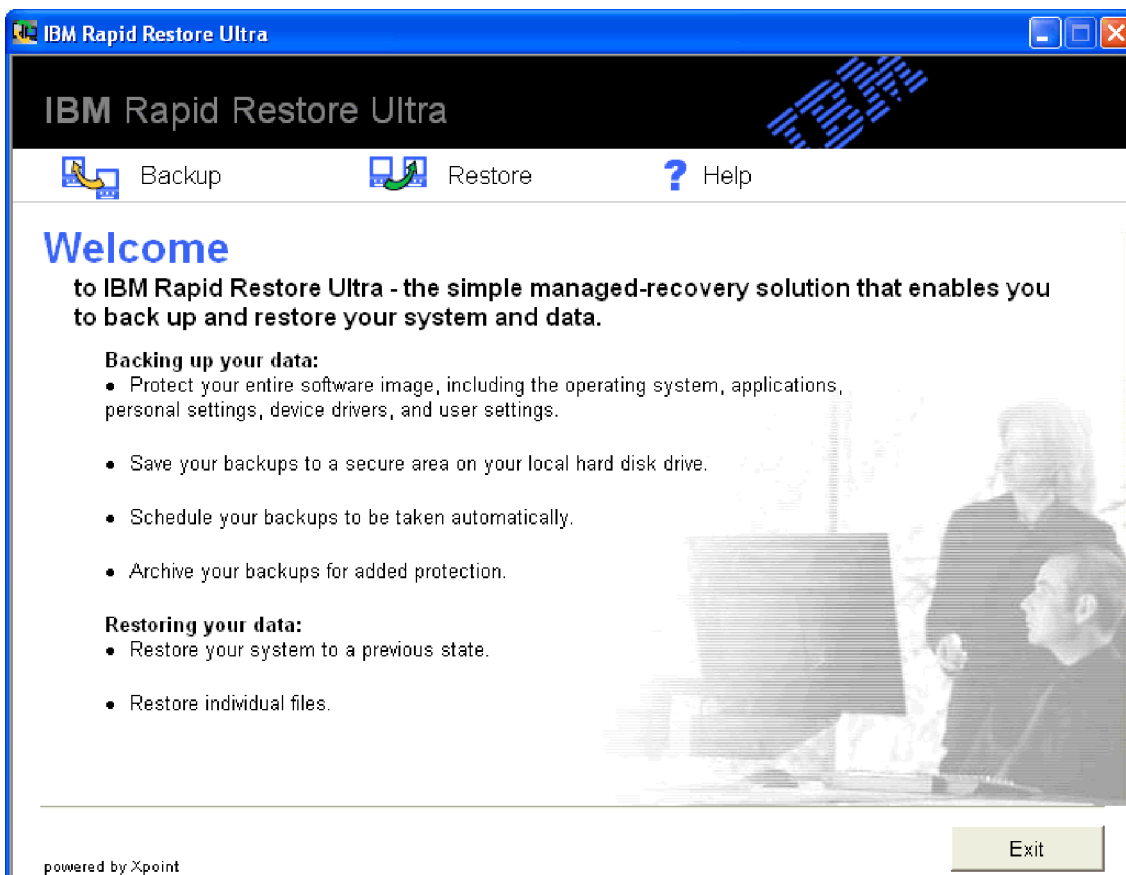 IBM Rapid Restore Ultra
IBM Rapid Restore Ultra
IBM
Backup
Restore
? Help
Welcome
to IBM Rapid Restore Ultra - the simple managed-recovery solution that enables you
to back up and restore your system and data.
Backing up your data:
• Protect your entire software image, including the operating system, applications,
personal settings, device drivers, and user settings.
• Save your backups to a secure area on your local hard disk drive.
• Schedule your backups to be taken automatically.
• Archive your backups for added protection.
Restoring your data:
• Restore your system to a previous state.
• Restore individual files.
powered by Xpoint
Exit